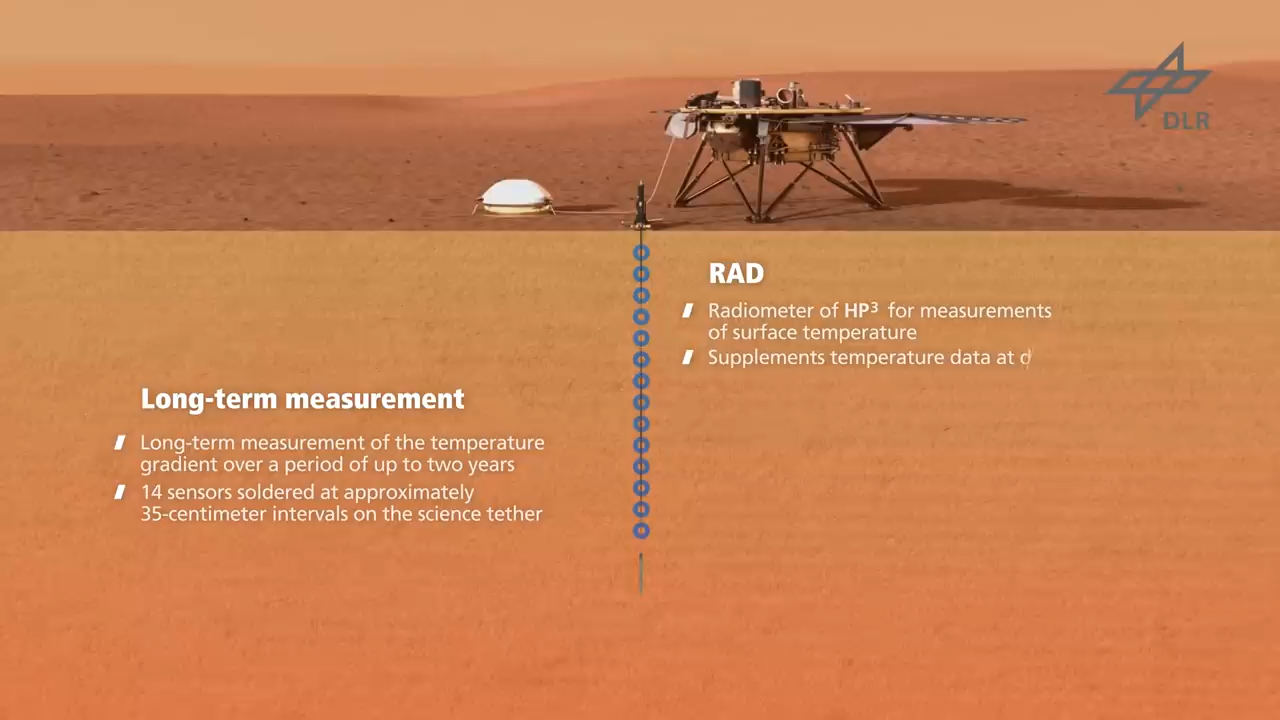 DLR
RAD
Radiometer of HP³ for measurements
of surface temperature
Supplements temperature data at
Long-term measurement
Long-term measurement of the temperature
gradient over a period of up to two years
14 sensors soldered at approximately
35-centimeter intervals on the science tether